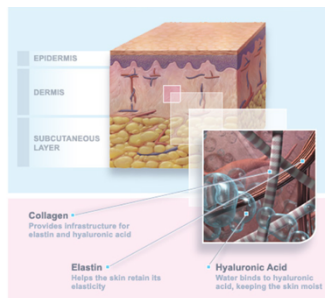 EPIDERMIS
DERMIS
SUBCUTANEOUS
LAYER
Collagen
Provides infrastructure for
elastin and hyaluronic acid
Elastin
Helps the skin retain its
elasticity
Hyaluronic Acid
Water binds to hyaluronic
acid, keeping the skin moist